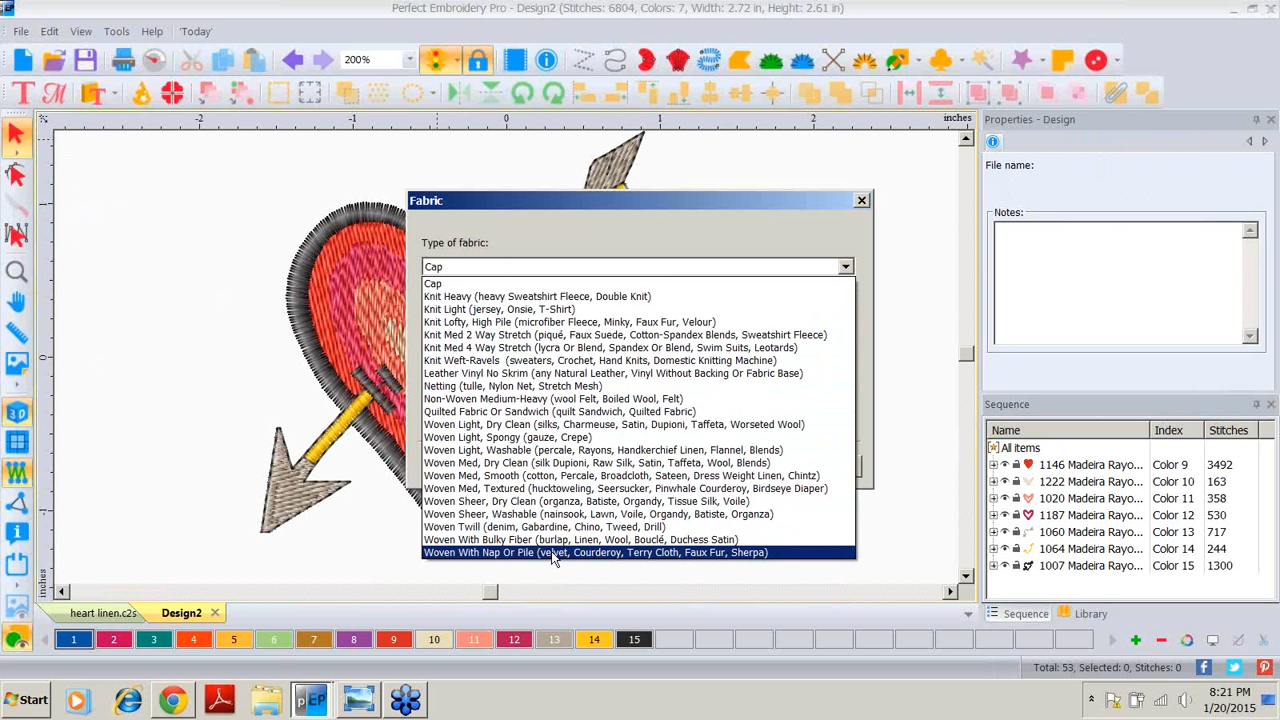 Perfect Embroidery Pro - Design2 (Stitches: 6804, Colors: 7, Width: 2.72 in, Height: 2.61 in)
File Edit View Tools Help 'Today'
200%
-2 -1 0 1 2 inches
Properties - Design
File name:
Notes:
Fabric
Type of fabric:
Cap
Cap
Knit Heavy (heavy Sweatshirt Fleece, Double Knit)
Knit Light (jersey, Onsie, T-Shirt)
Knit Lofty, High Pile (microfiber Fleece, Minky, Faux Fur, Velour)
Knit Med 2 Way Stretch (piqué, Faux Suede, Cotton-Spandex Blends, Sweatshirt Fleece)
Knit Med 4 Way Stretch (lycra Or Blend, Spandex Or Blend, Swim Suits, Leotards)
Knit Weft-Ravels (sweaters, Crochet, Hand Knits, Domestic Knitting Machine)
Leather Vinyl No Skrim (any Natural Leather, Vinyl Without Backing Or Fabric Base)
Netting (tulle, Nylon Net, Stretch Mesh)
Non-Woven Medium-Heavy (wool Felt, Boiled Wool, Felt)
Quilted Fabric Or Sandwich (quilt Sandwich, Quilted Fabric)
Woven Light, Dry Clean (silks, Charmeuse, Satin, Dupioni, Taffeta, Worseted Wool)
Woven Light, Spongy (gauze, Crepe)
Woven Light, Washable (percale, Rayons, Handkerchief Linen, Flannel, Blends)
Woven Med, Dry Clean (silk Dupioni, Raw Silk, Satin, Taffeta, Wool, Blends)
Woven Med, Smooth (cotton, Percale, Broadcloth, Sateen, Dress Weight Linen, Chintz)
Woven Med, Textured (hucktoweling, Seersucker, Pinwhale Courderoy, Birdseye Diaper)
Woven Sheer, Dry Clean (organza, Batiste, Organdy, Tissue Silk, Voile)
Woven Sheer, Washable (nainsook, Lawn, Voile, Organdy, Batiste, Organza)
Woven Twill (denim, Gabardine, Chino, Tweed, Drill)
Woven With Bulky Fiber (burlap, Linen, Wool, Bouclé, Duchess Satin)
Woven With Nap Or Pile (velvet, Courderoy, Terry Cloth, Faux Fur, Sherpa)
Sequence
Name Index Stitches
All items
1146 Madeira Rayo... Color 9 3492
1222 Madeira Rayo... Color 10 163
1020 Madeira Rayo... Color 11 358
1187 Madeira Rayo... Color 12 530
1060 Madeira Rayo... Color 13 717
1064 Madeira Rayo... Color 14 244
1007 Madeira Rayo... Color 15 1300
inches
Sequence Library
heart linen.c2s Design2
1 2 3 4 5 6 7 8 9 10 11 12 13 14 15
Total: 53, Selected: 0, Stitches: 0
Start
8:21 PM
1/20/2015